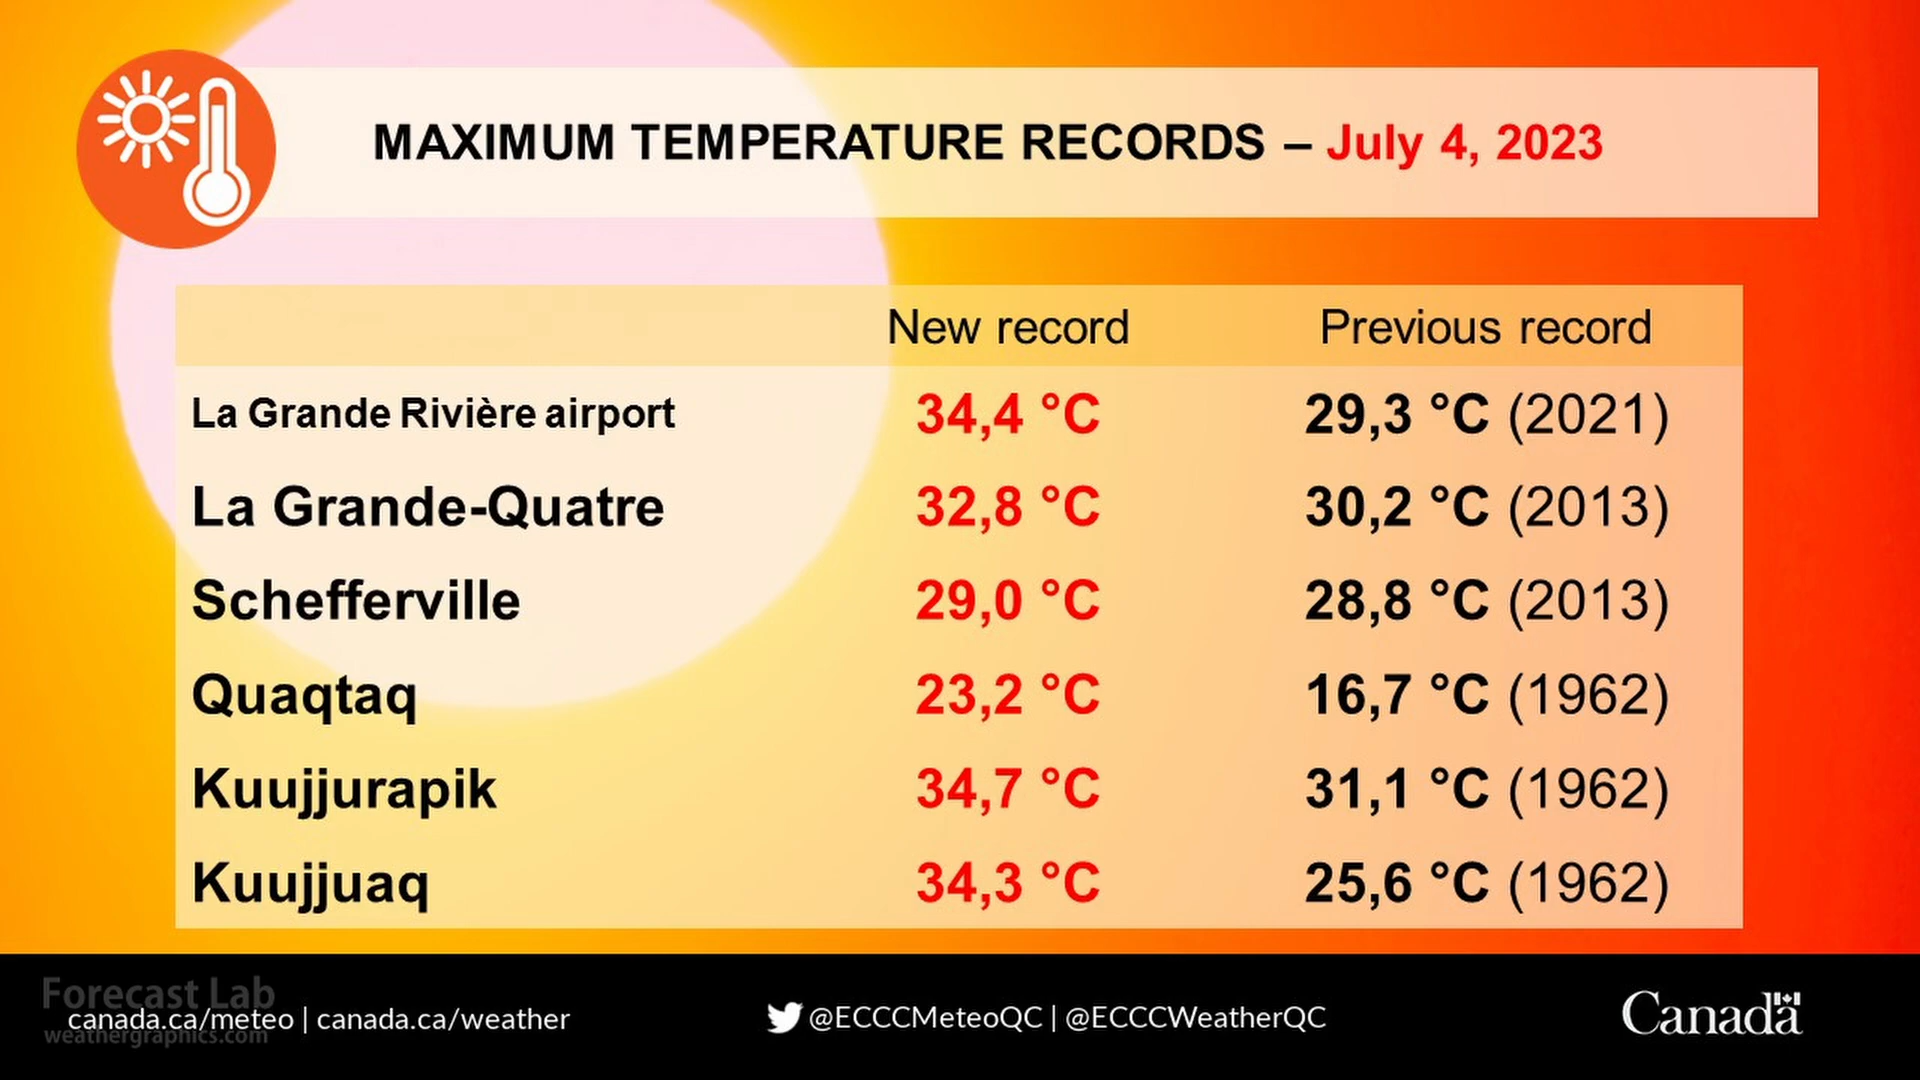 MAXIMUM TEMPERATURE RECORDS – July 4, 2023
New record Previous record
La Grande Rivière airport 34,4 °C 29,3 °C (2021)
La Grande-Quatre 32,8 °C 30,2 °C (2013)
Schefferville 29,0 °C 28,8 °C (2013)
Quaqtaq 23,2 °C 16,7 °C (1962)
Kuujjurapik 34,7 °C 31,1 °C (1962)
Kuujjuaq 34,3 °C 25,6 °C (1962)
Forecast Lab
canada.ca/meteo | canada.ca/weather @ECCCMeteoQC | @ECCCWeatherQC Canada
weathergraphics.com